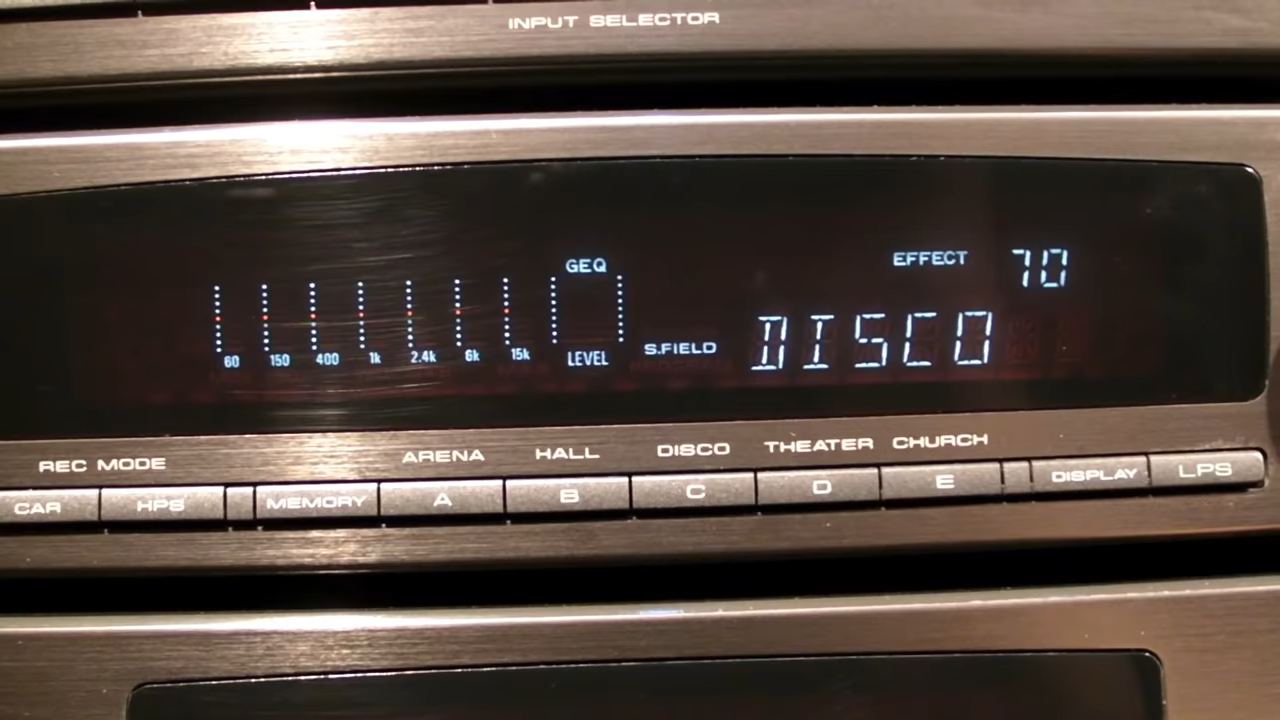 INPUT SELECTOR
GEQ
EFFECT 70
60 150 400 1k 2.4k 6k 15k LEVEL
S.FIELD DISCO
REC MODE ARENA HALL DISCO THEATER CHURCH
CAR HPS MEMORY A B C D E DISPLAY LPS